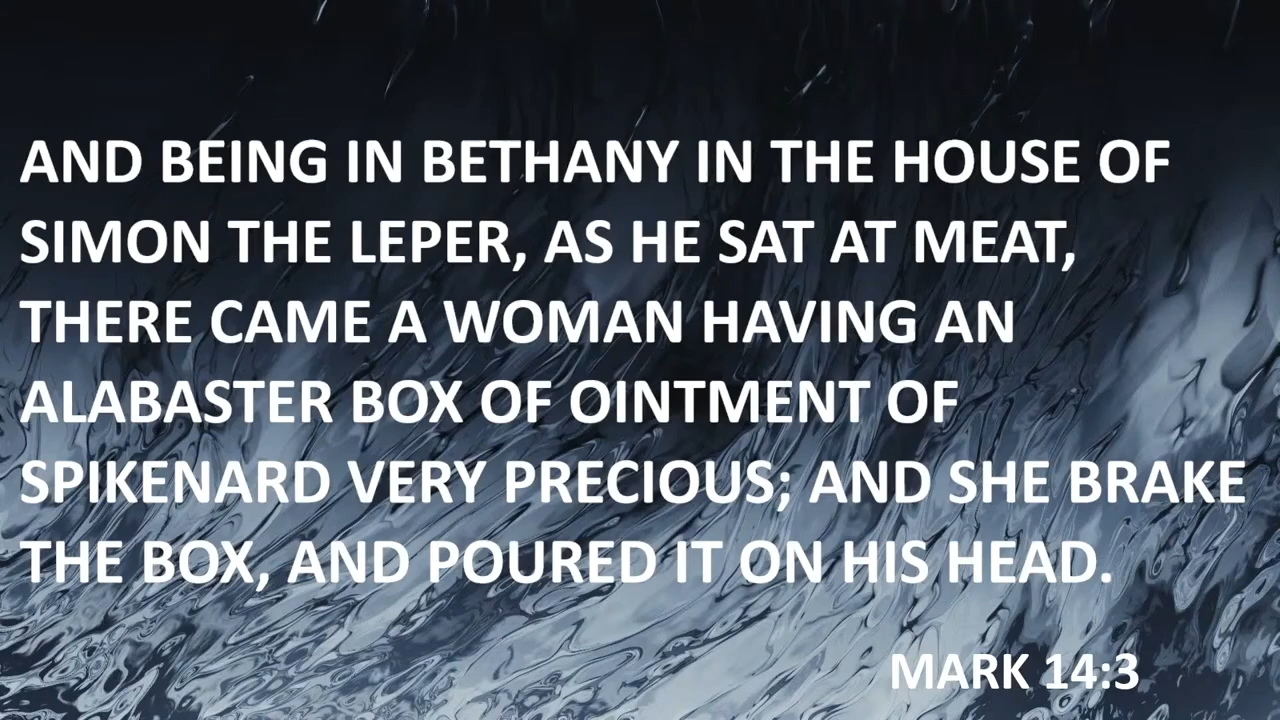 AND BEING IN BETHANY IN THE HOUSE OF
SIMON THE LEPER, AS HE SAT AT MEAT,
THERE CAME A WOMAN HAVING AN
ALABASTER BOX OF OINTMENT OF
SPIKENARD VERY PRECIOUS; AND SHE BRAKE
THE BOX, AND POURED IT ON HIS HEAD.
MARK 14:3